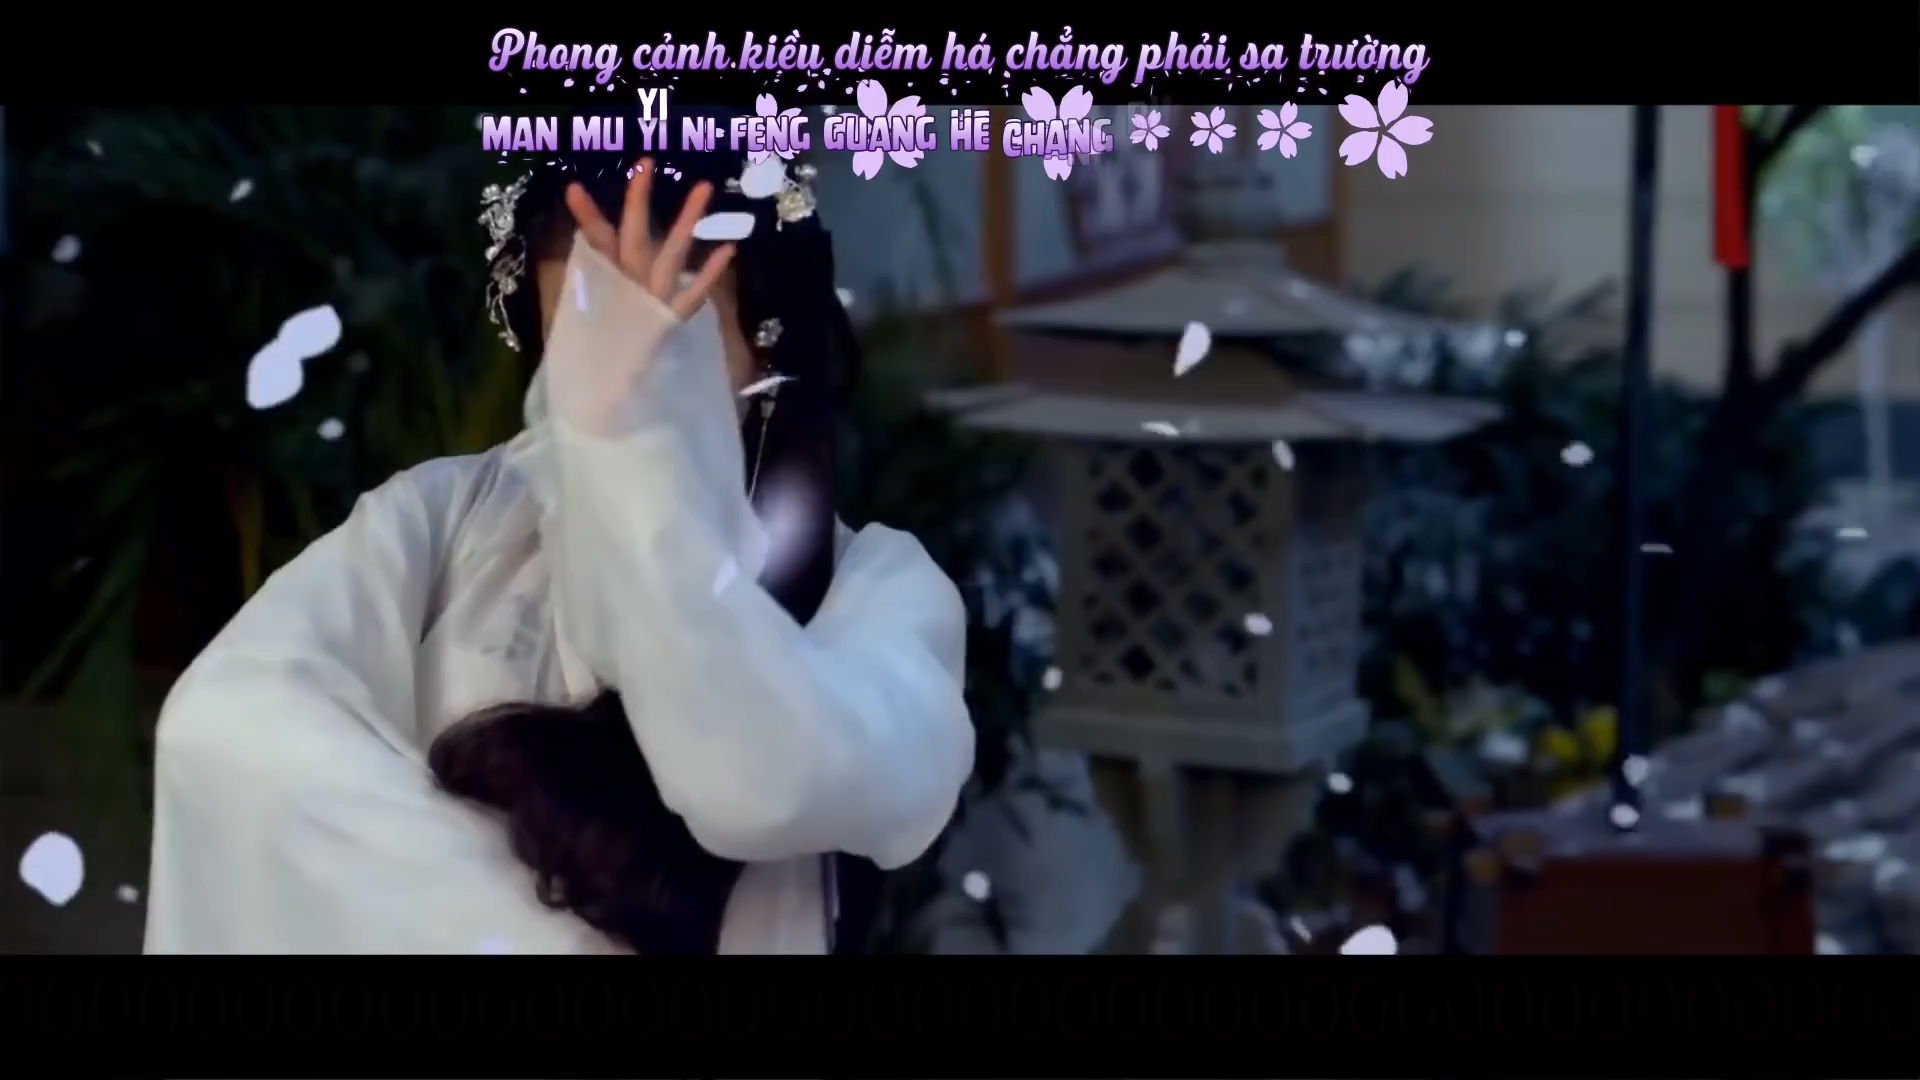 Phong cảnh kiều diễm há chẳng phải sa trường
YI
MAN MU YI NI FENG GUANG HE CHANG